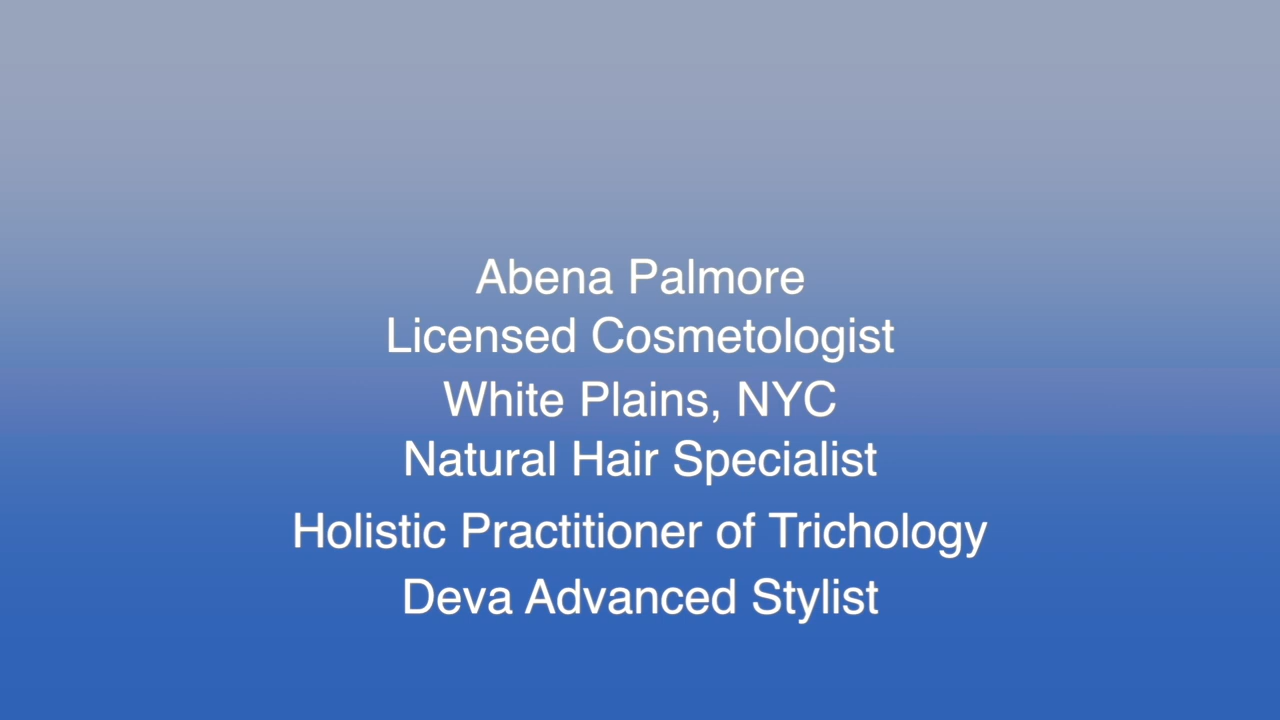 Abena Palmore
Licensed Cosmetologist
White Plains, NYC
Natural Hair Specialist
Holistic Practitioner of Trichology
Deva Advanced Stylist